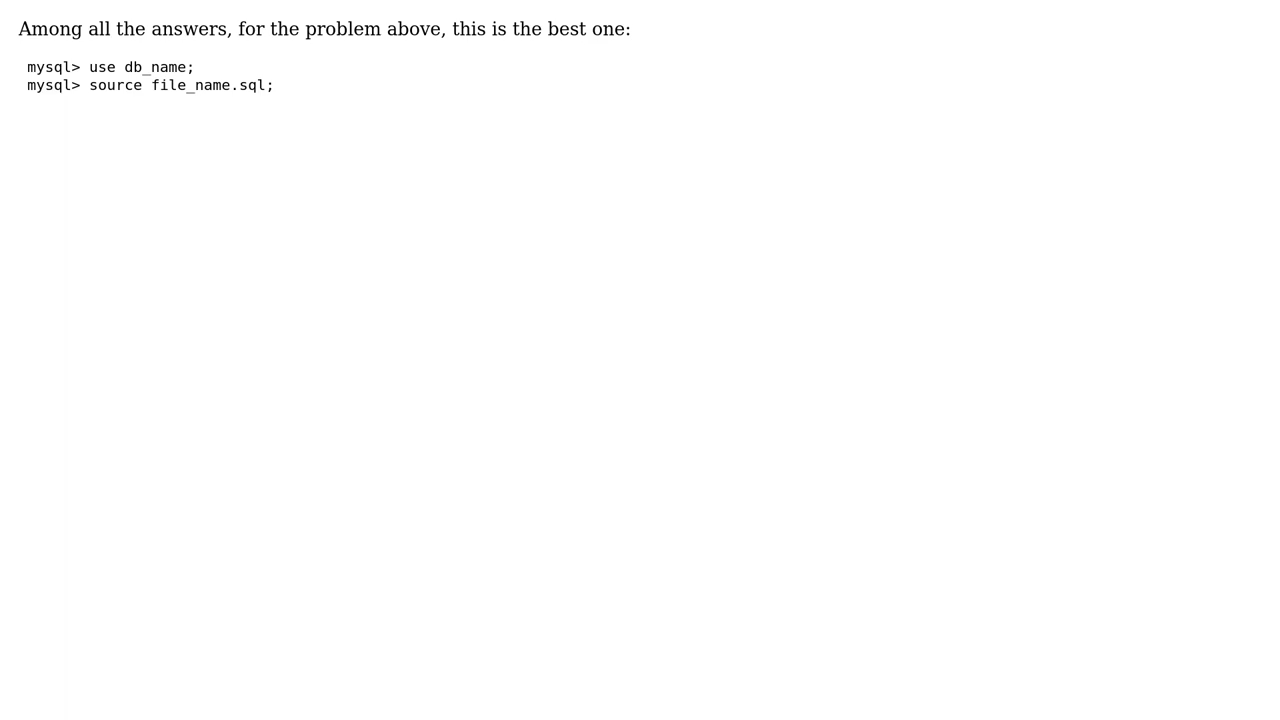 Among all the answers, for the problem above, this is the best one:
mysql> use db_name;
mysql> source file_name.sql;